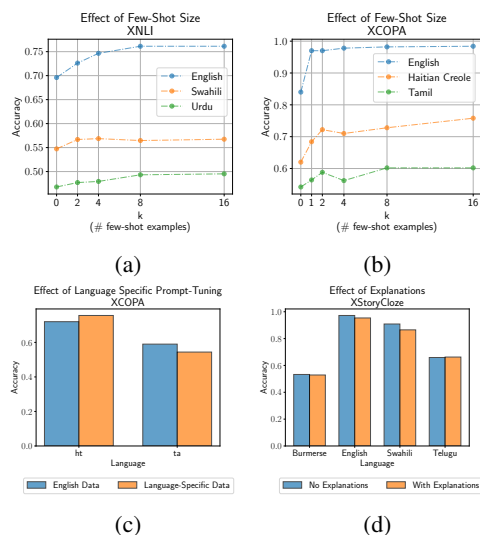 Effect of Few-Shot Size
XNLI
Accuracy
0.75
0.70
0.65
0.60
0.55
0.50
English
Swahili
Urdu
0 2 4 8 16
k
(# few-shot examples)
(a)
Effect of Few-Shot Size
XCOPA
Accuracy
1.0
0.9
0.8
0.7
0.6
English
Haitian Creole
Tamil
0 1 2 4 8 16
k
(# few-shot examples)
(b)
Effect of Language Specific Prompt-Tuning
XCOPA
Accuracy
0.6
0.4
0.2
0.0
ht ta
Language
English Data Language-Specific Data
(c)
Effect of Explanations
XStoryCloze
Accuracy
1.0
0.8
0.6
0.4
0.2
0.0
Burmerse English Swahili Telugu
Language
No Explanations With Explanations
(d)